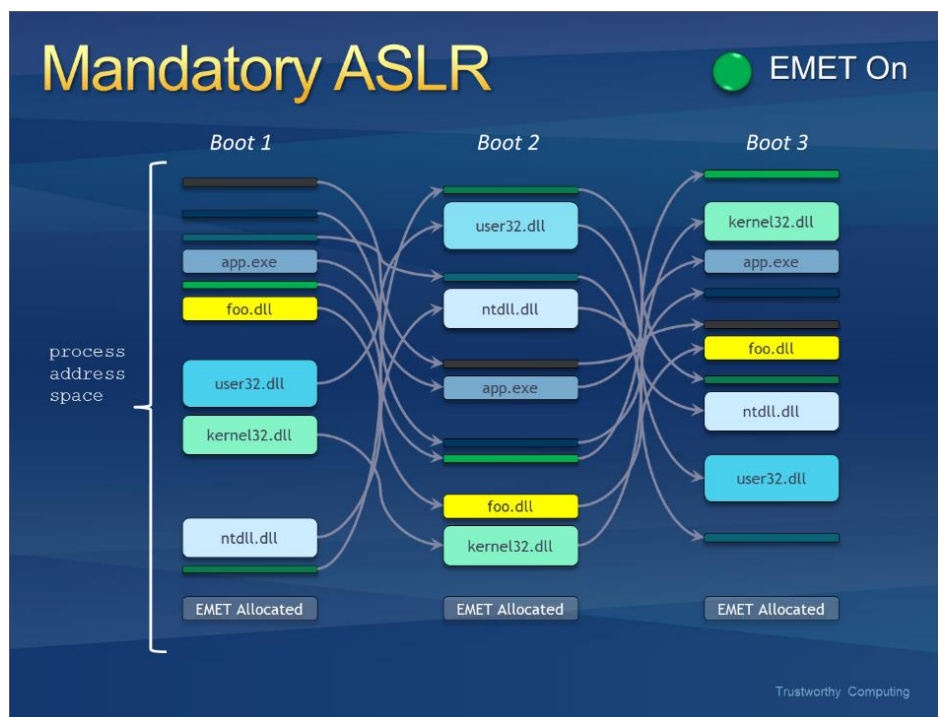 Mandatory ASLR
EMET On
Boot 1
Boot 2
Boot 3
process
address
space
app.exe
foo.dll
user32.dll
kernel32.dll
ntdll.dll
EMET Allocated
user32.dll
ntdll.dll
app.exe
foo.dll
kernel32.dll
EMET Allocated
kernel32.dll
app.exe
foo.dll
ntdll.dll
user32.dll
EMET Allocated
Trustworthy Computing